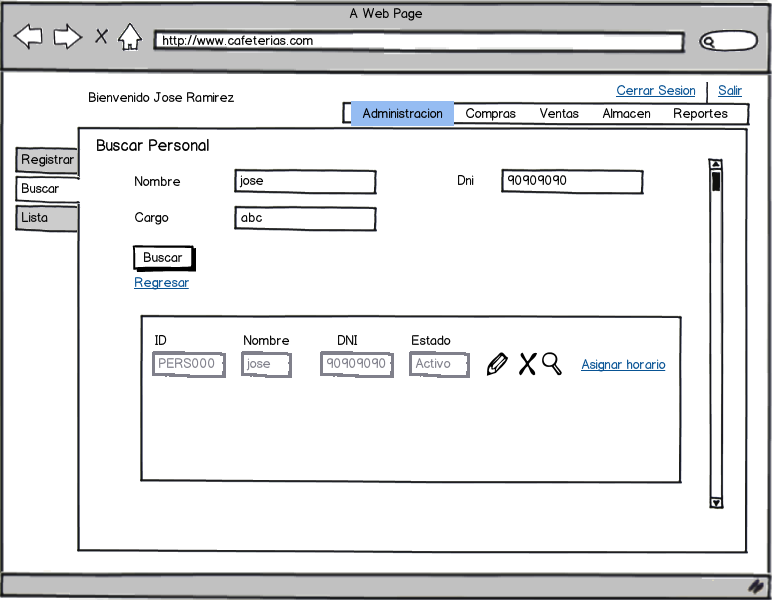 A Web Page
http://www.cafeterias.com
Cerrar Sesion Salir
Bienvenido Jose Ramirez
Administracion Compras Ventas Almacen Reportes
Registrar
Buscar
Lista
Buscar Personal
Nombre jose Dni 90909090
Cargo abc
Buscar
Regresar
ID Nombre DNI Estado
PERS000 jose 90909090 Activo Asignar horario